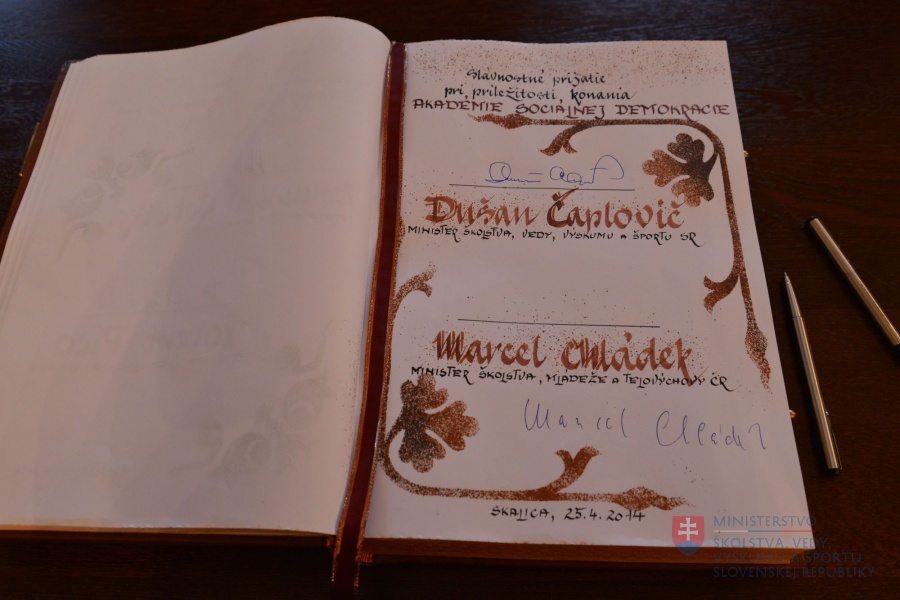 Slávnostné prijatie
pri príležitosti konania
AKADÉMIE SOCIÁLNEJ DEMOKRACIE
Dušan Čaplovič
MINISTER ŠKOLSTVA, VEDY, VÝSKUMU A ŠPORTU SR
Marcel Chládek
MINISTER ŠKOLSTVA, MLÁDEŽE A TELOVÝCHOVY ČR
Marcel Chládek
SKALICA, 25.4.2014
MINISTERSTVO
ŠKOLSTVA, VEDY,
VÝSKUMU A ŠPORTU
SLOVENSKEJ REPUBLIKY